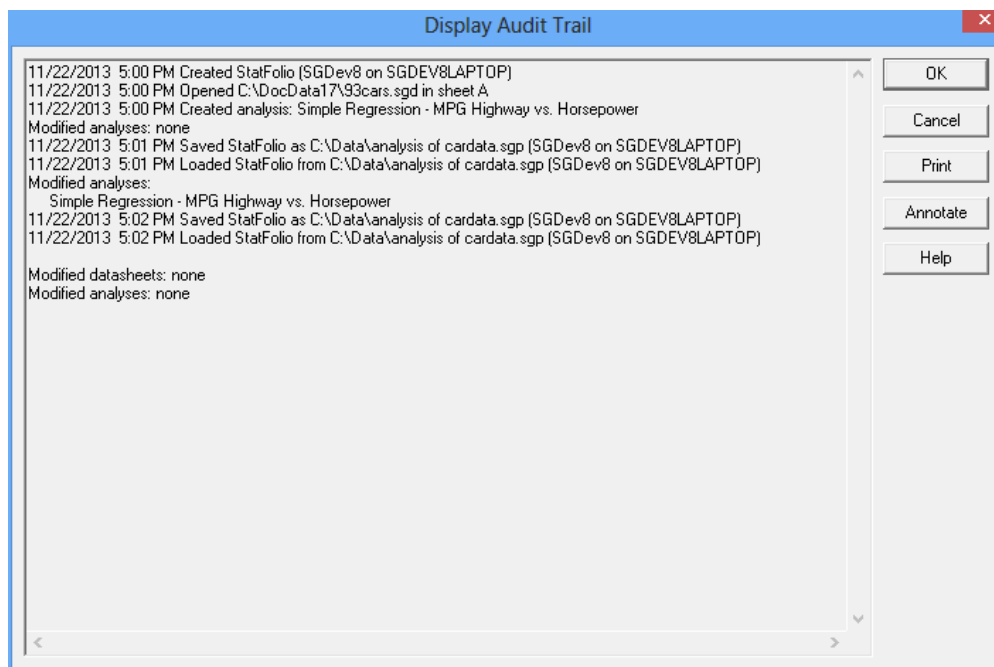 Display Audit Trail
11/22/2013 5:00 PM Created StatFolio (SGDev8 on SGDEV8LAPTOP)
11/22/2013 5:00 PM Opened C:\DocData17\93cars.sgd in sheet A
11/22/2013 5:00 PM Created analysis: Simple Regression - MPG Highway vs. Horsepower
Modified analyses: none
11/22/2013 5:01 PM Saved StatFolio as C:\Data\analysis of cardata.sgp (SGDev8 on SGDEV8LAPTOP)
11/22/2013 5:01 PM Loaded StatFolio from C:\Data\analysis of cardata.sgp (SGDev8 on SGDEV8LAPTOP)
Modified analyses:
Simple Regression - MPG Highway vs. Horsepower
11/22/2013 5:02 PM Saved StatFolio as C:\Data\analysis of cardata.sgp (SGDev8 on SGDEV8LAPTOP)
11/22/2013 5:02 PM Loaded StatFolio from C:\Data\analysis of cardata.sgp (SGDev8 on SGDEV8LAPTOP)
Modified datasheets: none
Modified analyses: none
OK
Cancel
Print
Annotate
Help